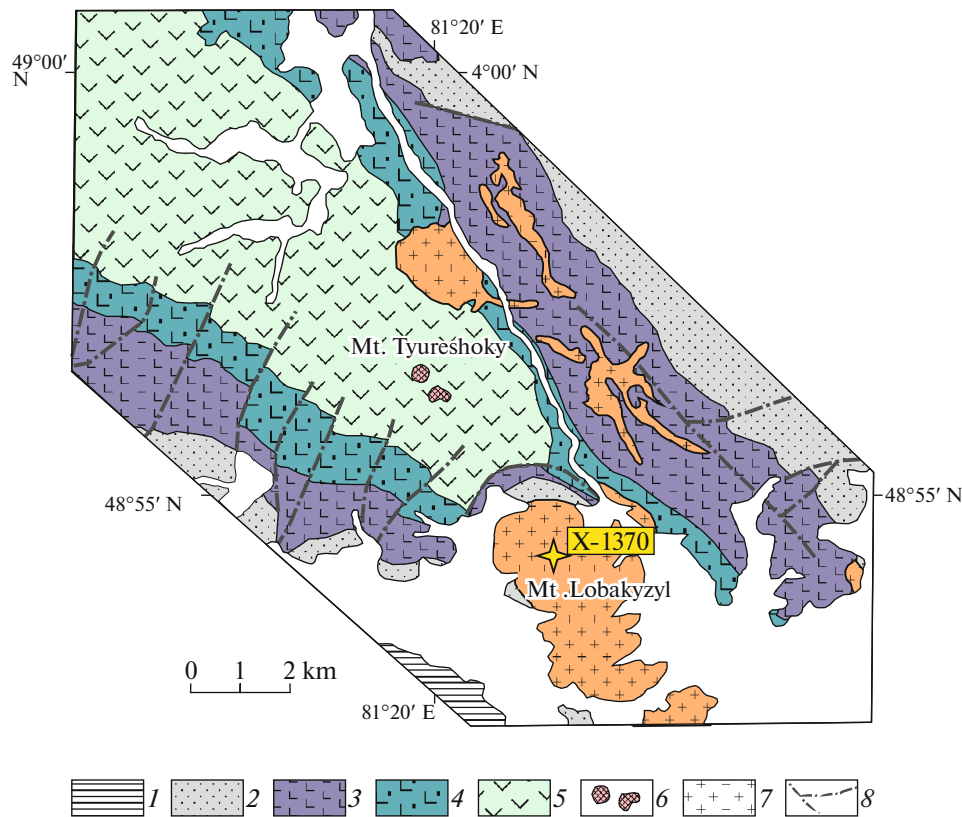 81°20′ E
49°00′
N
4°00′ N
Mt. Tyureshoky
48°55′ N
48°55′ N
X-1370
Mt .Lobakyzyl
0 1 2 km
81°20′ E
1 2 3 4 5 6 7 8